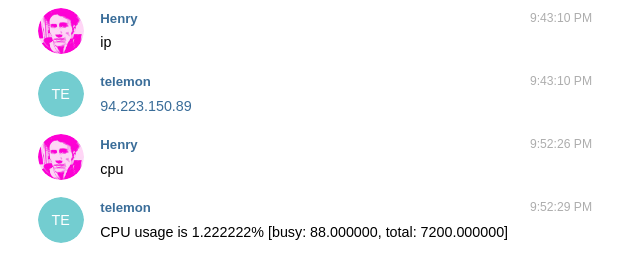 Henry 9:43:10 PM
ip
TE telemon 9:43:10 PM
94.223.150.89
Henry 9:52:26 PM
cpu
TE telemon 9:52:29 PM
CPU usage is 1.222222% [busy: 88.000000, total: 7200.000000]